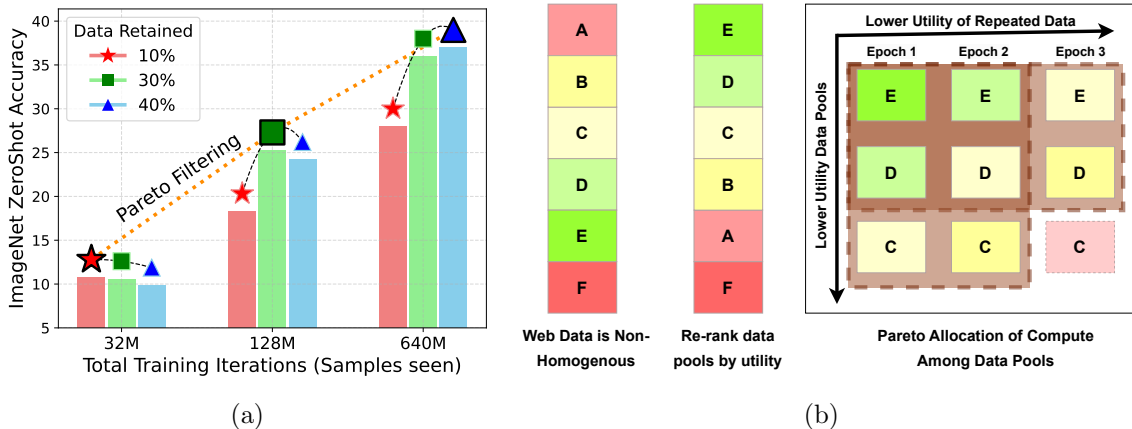 ImageNet ZeroShot Accuracy
40
35
30
25
20
15
10
5
Data Retained
10%
30%
40%
Pareto Filtering
32M
128M
640M
Total Training Iterations (Samples seen)
(a)
A
B
C
D
E
F
Web Data is Non-
Homogenous
E
D
C
B
A
F
Re-rank data
pools by utility
Lower Utility of Repeated Data
Lower Utility Data Pools
Epoch 1
Epoch 2
Epoch 3
E
E
E
D
D
D
C
C
C
Pareto Allocation of Compute
Among Data Pools
(b)